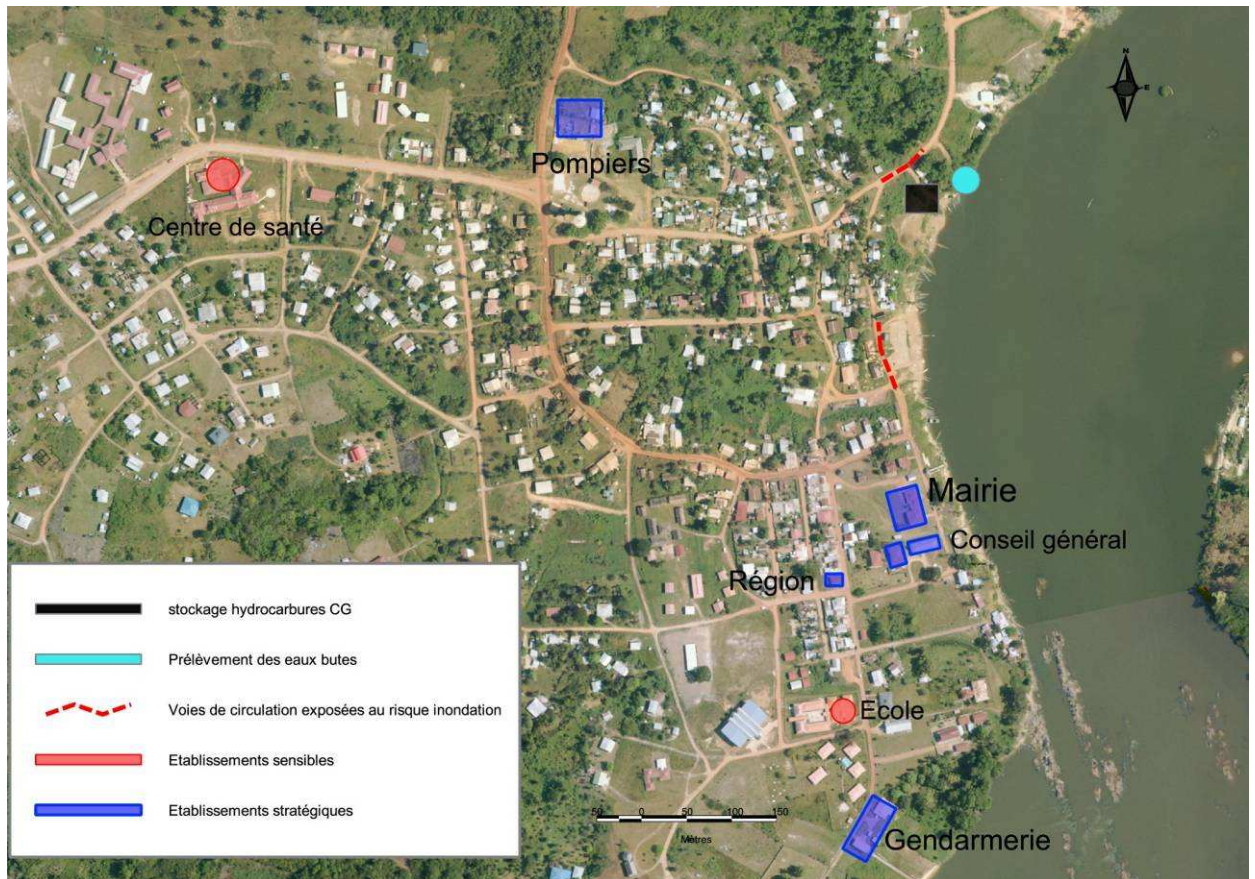 N
E
Pompiers
Centre de santé
Mairie
Conseil général
Région
Ecole
Gendarmerie
stockage hydrocarbures CG
Prélèvement des eaux butes
Voies de circulation exposées au risque inondation
Etablissements sensibles
Etablissements stratégiques
50 0 50 100 150
Mètres